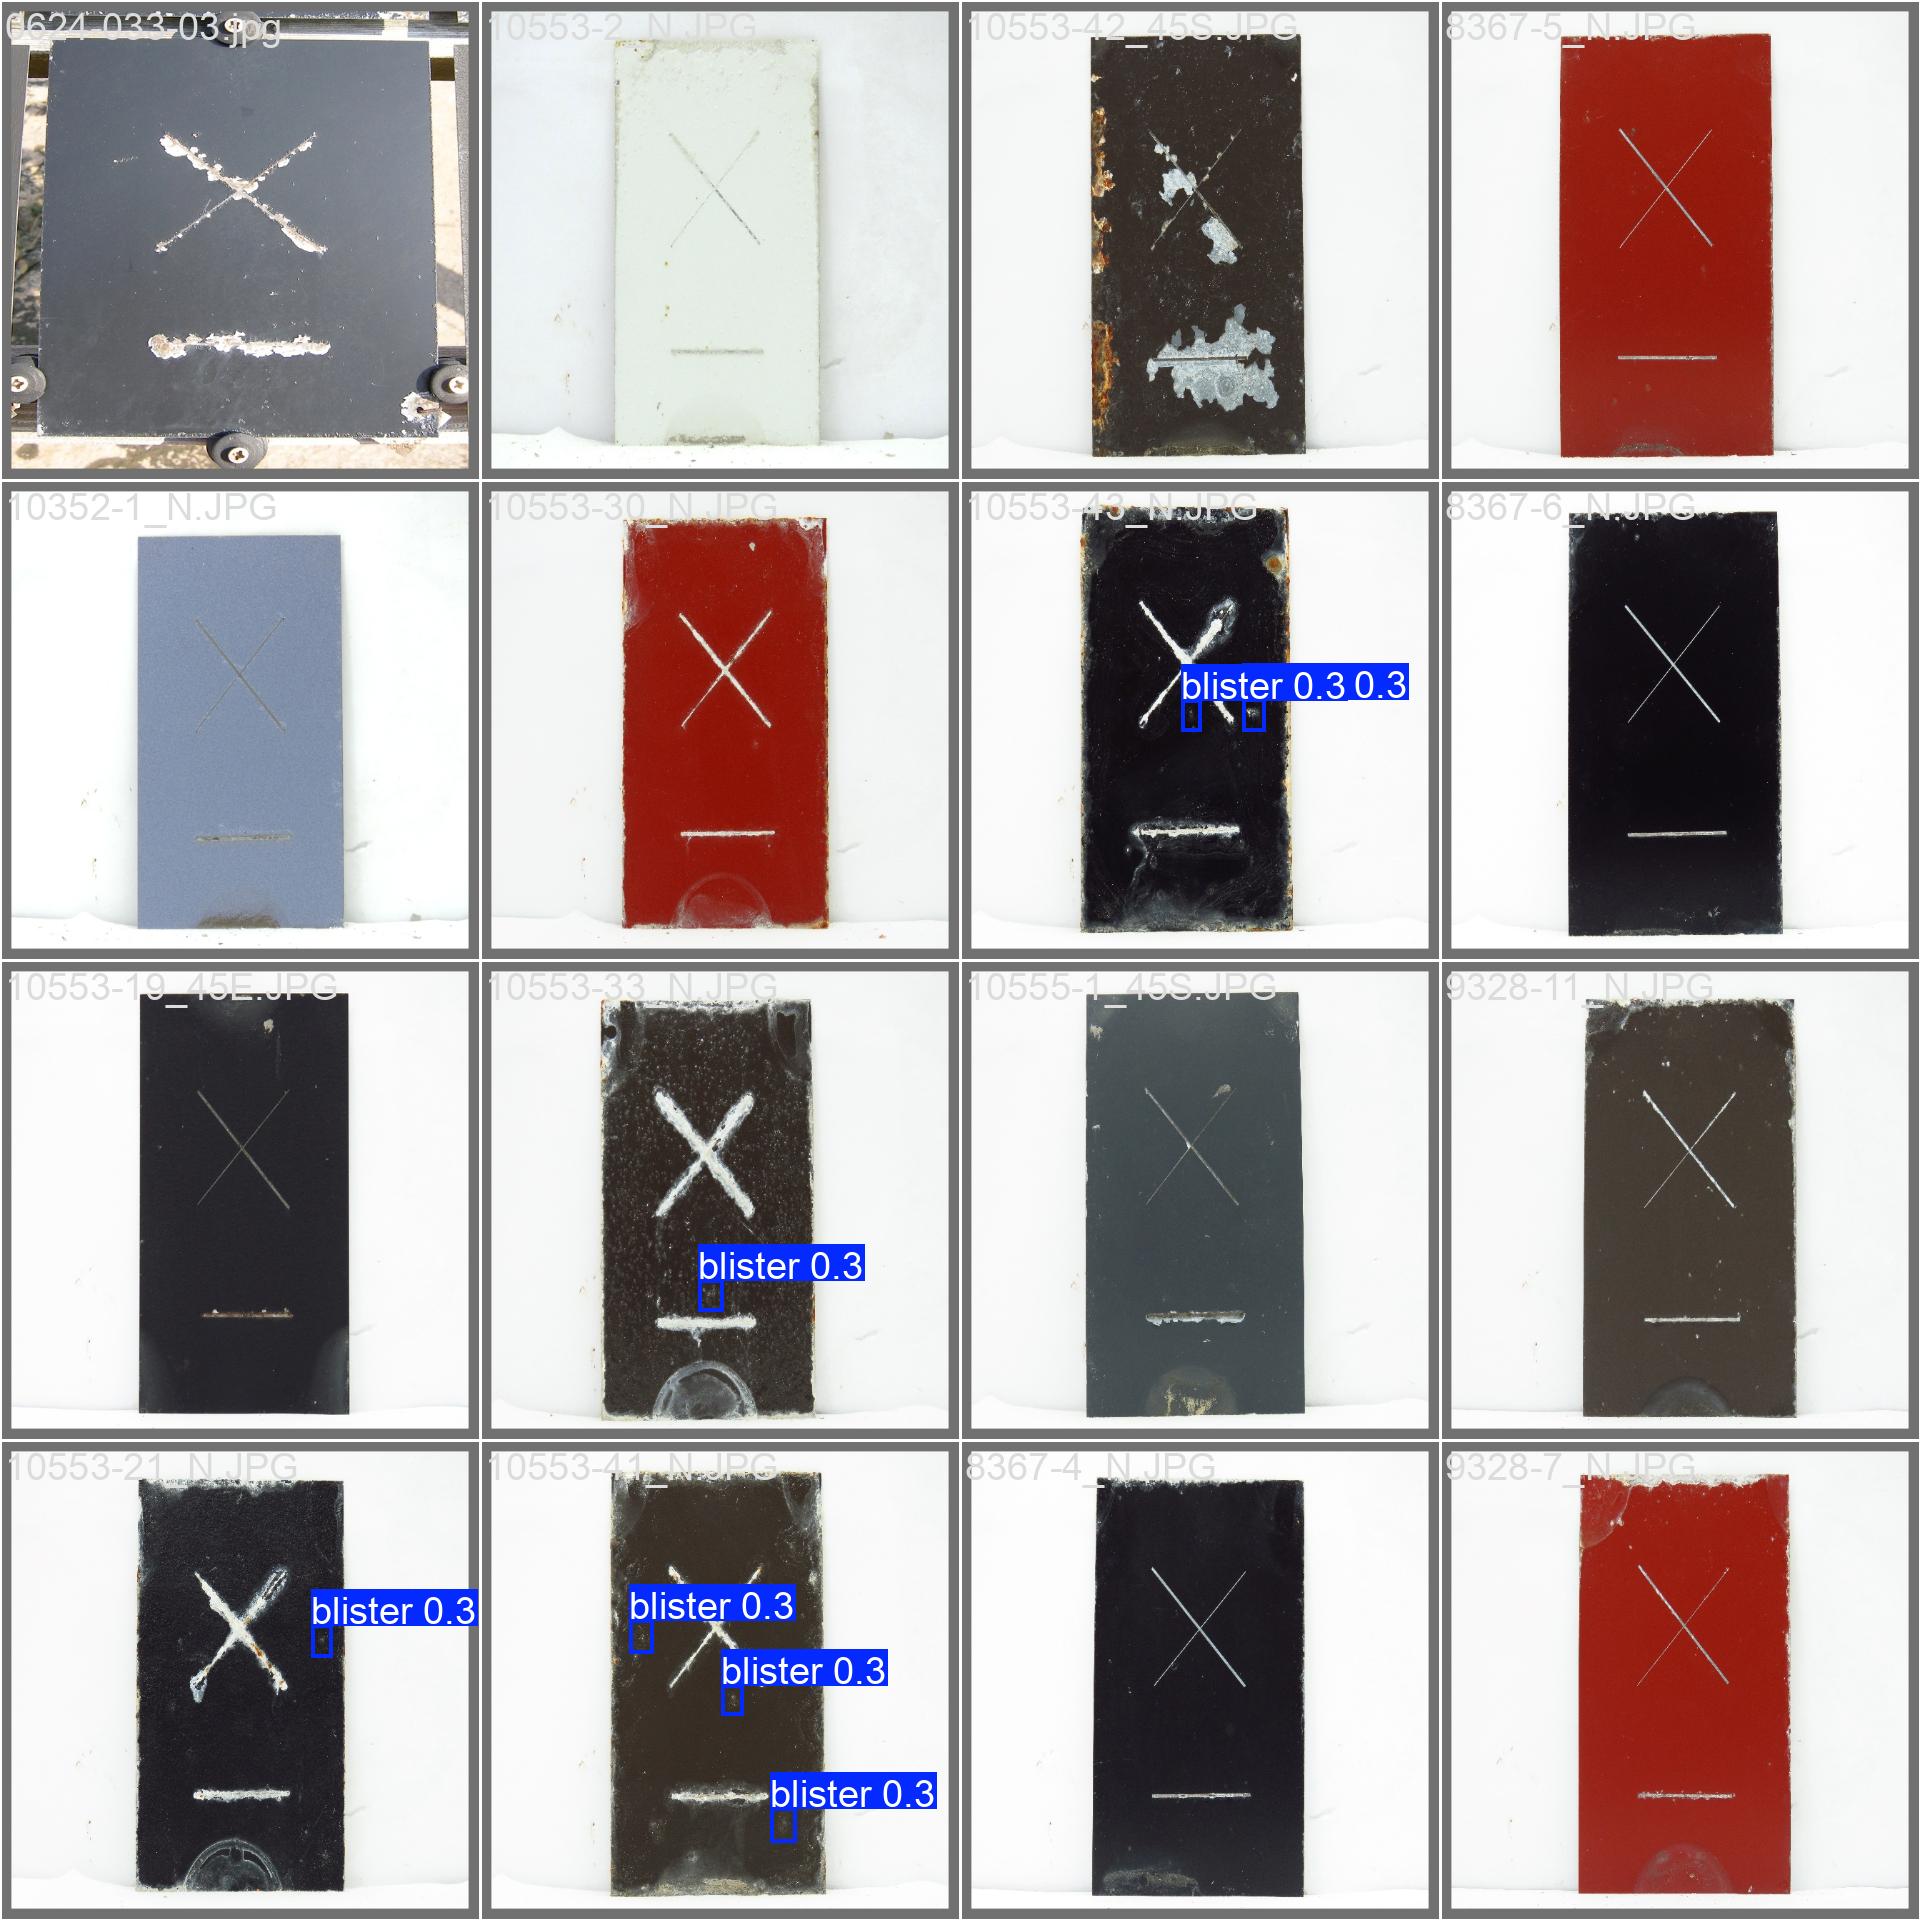 0624-033-03.jpg
10553-2_N.JPG
10553-42_45S.JPG
8367-5_N.JPG
10352-1_N.JPG
10553-30_N.JPG
10553-43_N.JPG
8367-6_N.JPG
blister 0.3 0.3
10553-19_45E.JPG
10553-33_N.JPG
10555-1_45S.JPG
9328-11_N.JPG
blister 0.3
10553-21_N.JPG
10553-41_N.JPG
8367-4_N.JPG
9328-7_N.JPG
blister 0.3
blister 0.3
blister 0.3
blister 0.3